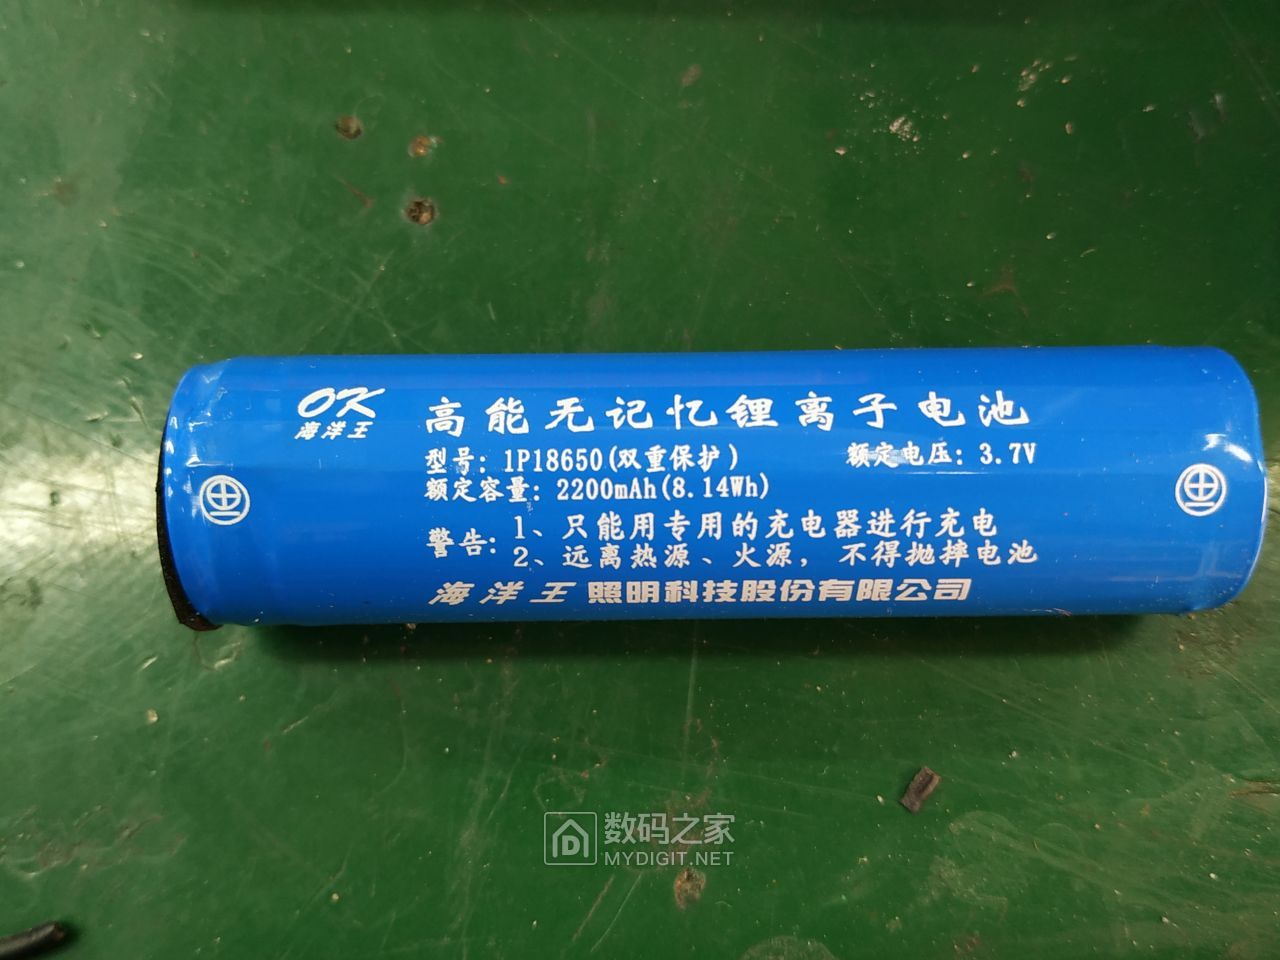 OK
海洋王
高能无记忆锂离子电池
型号：1P18650(双重保护) 额定电压：3.7V
额定容量：2200mAh(8.14Wh)
警告：1、只能用专用的充电器进行充电
2、远离热源、火源，不得抛摔电池
海洋王照明科技股份有限公司
数码之家
MYDIGIT.NET